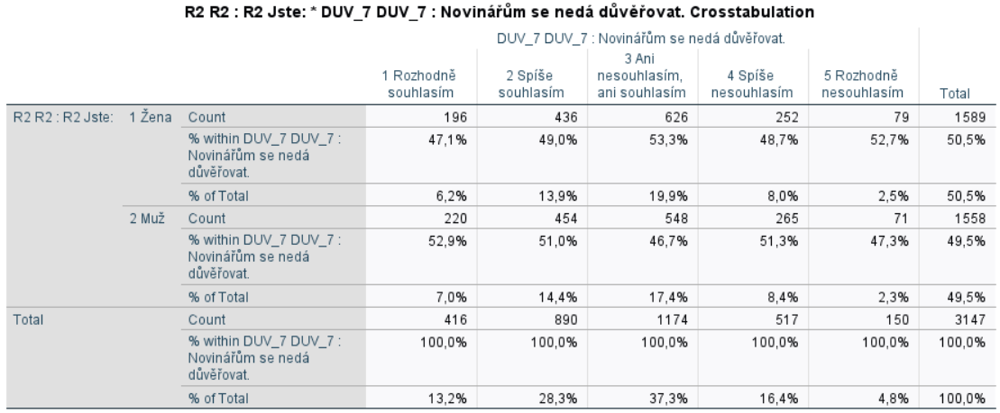 R2 R2 : R2 Jste: * DUV_7 DUV_7 : Novinářům se nedá důvěřovat. Crosstabulation
DUV_7 DUV_7 : Novinářům se nedá důvěřovat.
1 Rozhodně souhlasím 2 Spíše souhlasím 3 Ani nesouhlasím, ani souhlasím 4 Spíše nesouhlasím 5 Rozhodně nesouhlasím Total
R2 R2 : R2 Jste: 1 Žena Count 196 436 626 252 79 1589
% within DUV_7 DUV_7 : Novinářům se nedá důvěřovat. 47,1% 49,0% 53,3% 48,7% 52,7% 50,5%
% of Total 6,2% 13,9% 19,9% 8,0% 2,5% 50,5%
2 Muž Count 220 454 548 265 71 1558
% within DUV_7 DUV_7 : Novinářům se nedá důvěřovat. 52,9% 51,0% 46,7% 51,3% 47,3% 49,5%
% of Total 7,0% 14,4% 17,4% 8,4% 2,3% 49,5%
Total Count 416 890 1174 517 150 3147
% within DUV_7 DUV_7 : Novinářům se nedá důvěřovat. 100,0% 100,0% 100,0% 100,0% 100,0% 100,0%
% of Total 13,2% 28,3% 37,3% 16,4% 4,8% 100,0%